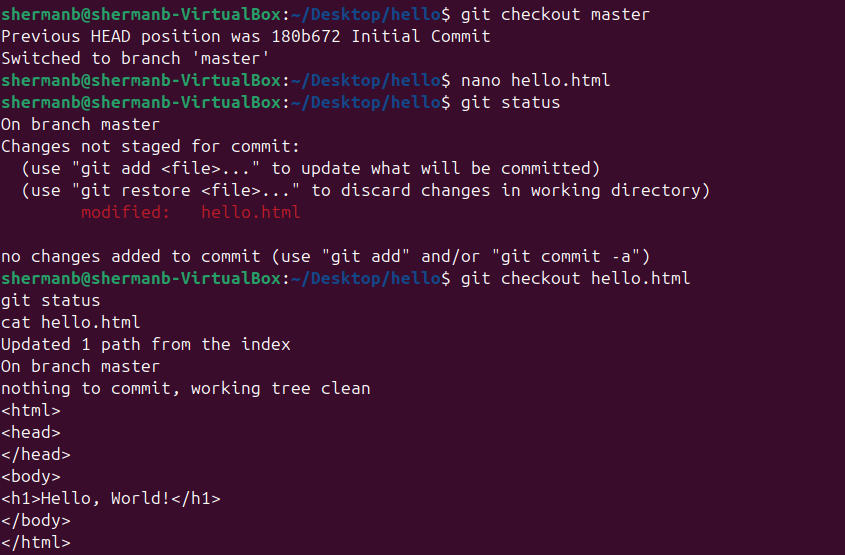 shermanb@shermanb-VirtualBox:~/Desktop/hello$ git checkout master
Previous HEAD position was 180b672 Initial Commit
Switched to branch 'master'
shermanb@shermanb-VirtualBox:~/Desktop/hello$ nano hello.html
shermanb@shermanb-VirtualBox:~/Desktop/hello$ git status
On branch master
Changes not staged for commit:
  (use "git add <file>..." to update what will be committed)
  (use "git restore <file>..." to discard changes in working directory)
        modified:   hello.html

no changes added to commit (use "git add" and/or "git commit -a")
shermanb@shermanb-VirtualBox:~/Desktop/hello$ git checkout hello.html
git status
cat hello.html
Updated 1 path from the index
On branch master
nothing to commit, working tree clean
<html>
<head>
</head>
<body>
<h1>Hello, World!</h1>
</body>
</html>